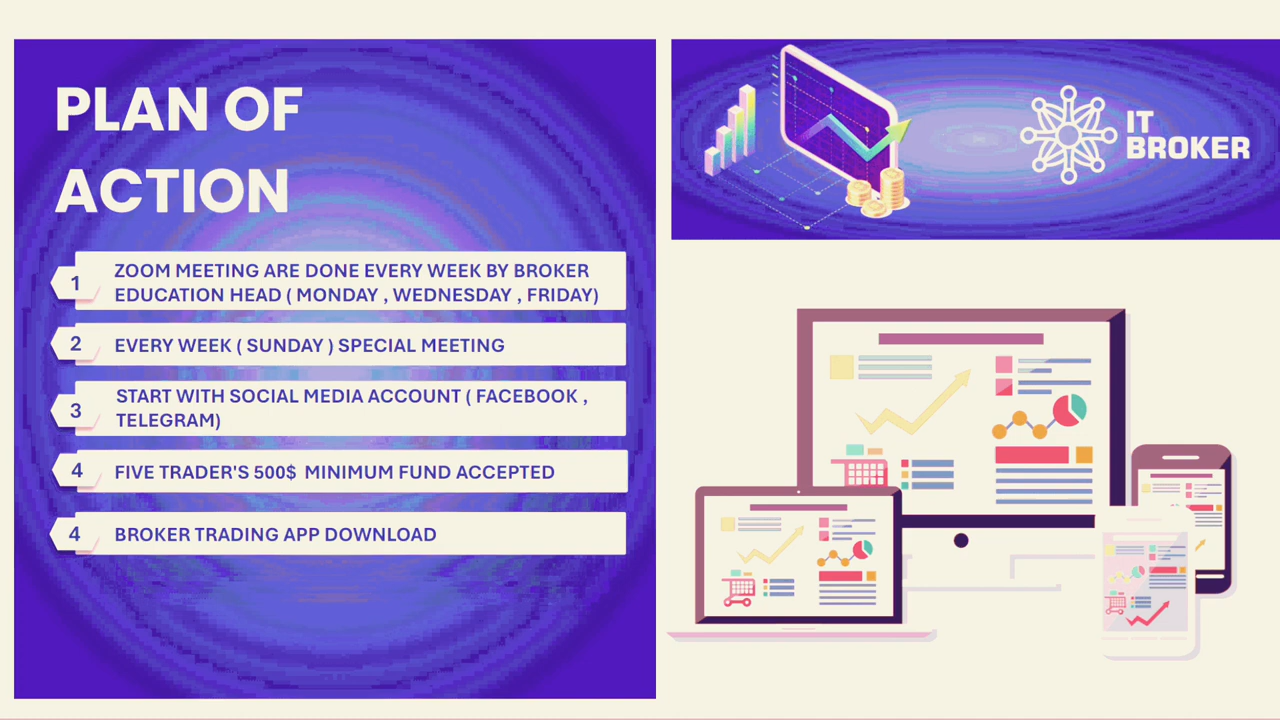 PLAN OF
ACTION
1
ZOOM MEETING ARE DONE EVERY WEEK BY BROKER
EDUCATION HEAD ( MONDAY , WEDNESDAY , FRIDAY)
2
EVERY WEEK ( SUNDAY ) SPECIAL MEETING
3
START WITH SOCIAL MEDIA ACCOUNT ( FACEBOOK ,
TELEGRAM)
4
FIVE TRADER'S 500$ MINIMUM FUND ACCEPTED
4
BROKER TRADING APP DOWNLOAD
IT
BROKER